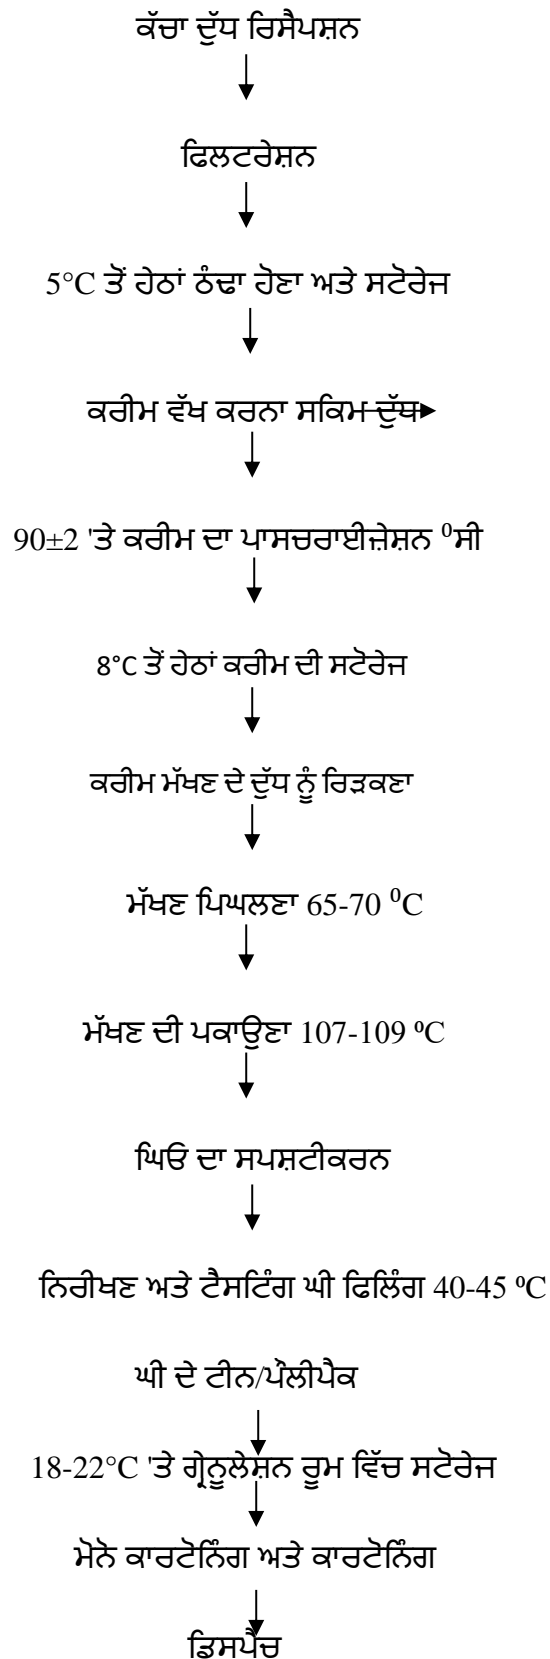 ਕੱਚਾ ਦੁੱਧ ਰਿਸੈਪਸ਼ਨ
ਫਿਲਟਰੇਸ਼ਨ
5°C ਤੋਂ ਹੇਠਾਂ ਠੰਢਾ ਹੋਣਾ ਅਤੇ ਸਟੋਰੇਜ
ਕਰੀਮ ਵੱਖ ਕਰਨਾ ਸਕਿਮ ਦੁੱਧ
90±2 'ਤੇ ਕਰੀਮ ਦਾ ਪਾਸਚਰਾਈਜ਼ੇਸ਼ਨ ⁰ਸੀ
8°C ਤੋਂ ਹੇਠਾਂ ਕਰੀਮ ਦੀ ਸਟੋਰੇਜ
ਕਰੀਮ ਮੱਖਣ ਦੇ ਦੁੱਧ ਨੂੰ ਰਿੜਕਣਾ
ਮੱਖਣ ਪਿਘਲਣਾ 65-70 ⁰C
ਮੱਖਣ ਦੀ ਪਕਾਉਣਾ 107-109 ⁰C
ਘਿਓ ਦਾ ਸਪਸ਼ਟੀਕਰਨ
ਨਿਰੀਖਣ ਅਤੇ ਟੈਸਟਿੰਗ ਘੀ ਫਿਲਿੰਗ 40-45 ⁰C
ਘੀ ਦੇ ਟੀਨ/ਪੌਲੀਪੈਕ
18-22°C 'ਤੇ ਗ੍ਰੇਨੂਲੇਸ਼ਨ ਰੂਮ ਵਿੱਚ ਸਟੋਰੇਜ
ਮੋਨੋ ਕਾਰਟੋਨਿੰਗ ਅਤੇ ਕਾਰਟੋਨਿੰਗ
ਡਿਸਪੈਚ